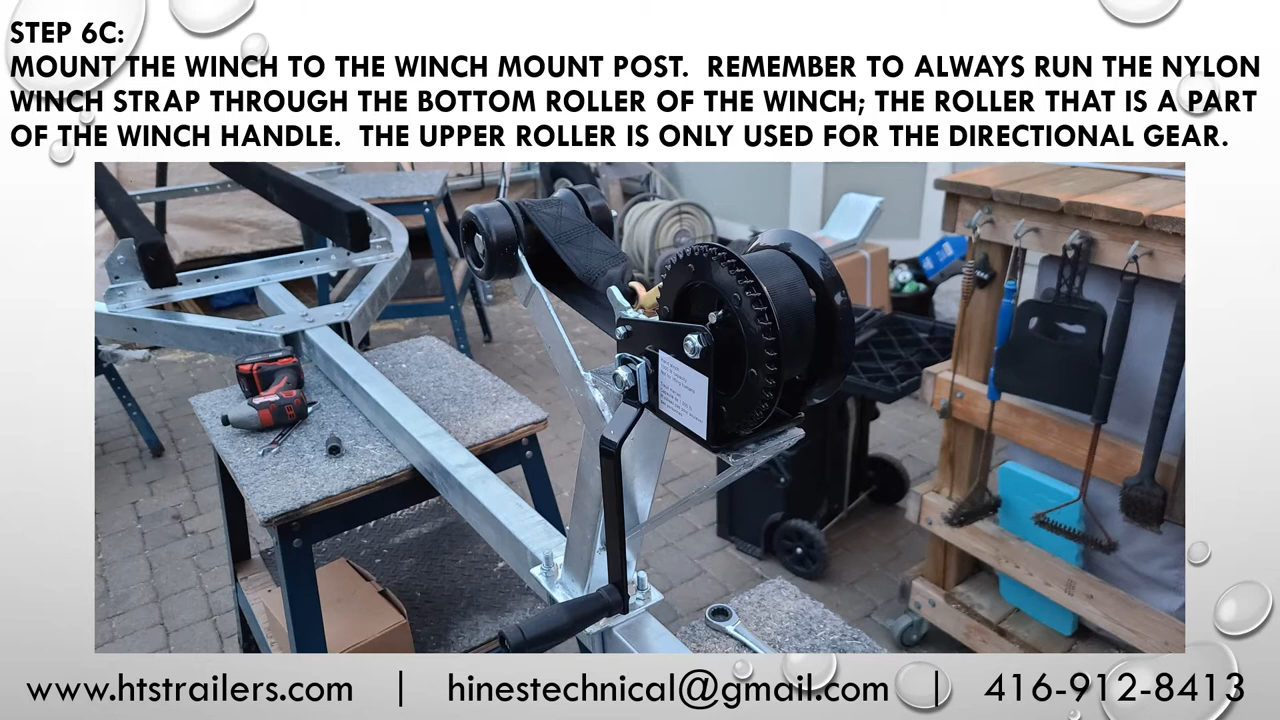 STEP 6C:
MOUNT THE WINCH TO THE WINCH MOUNT POST. REMEMBER TO ALWAYS RUN THE NYLON
WINCH STRAP THROUGH THE BOTTOM ROLLER OF THE WINCH; THE ROLLER THAT IS A PART
OF THE WINCH HANDLE. THE UPPER ROLLER IS ONLY USED FOR THE DIRECTIONAL GEAR.
www.htstrailers.com | hinestechnical@gmail.com | 416-912-8413